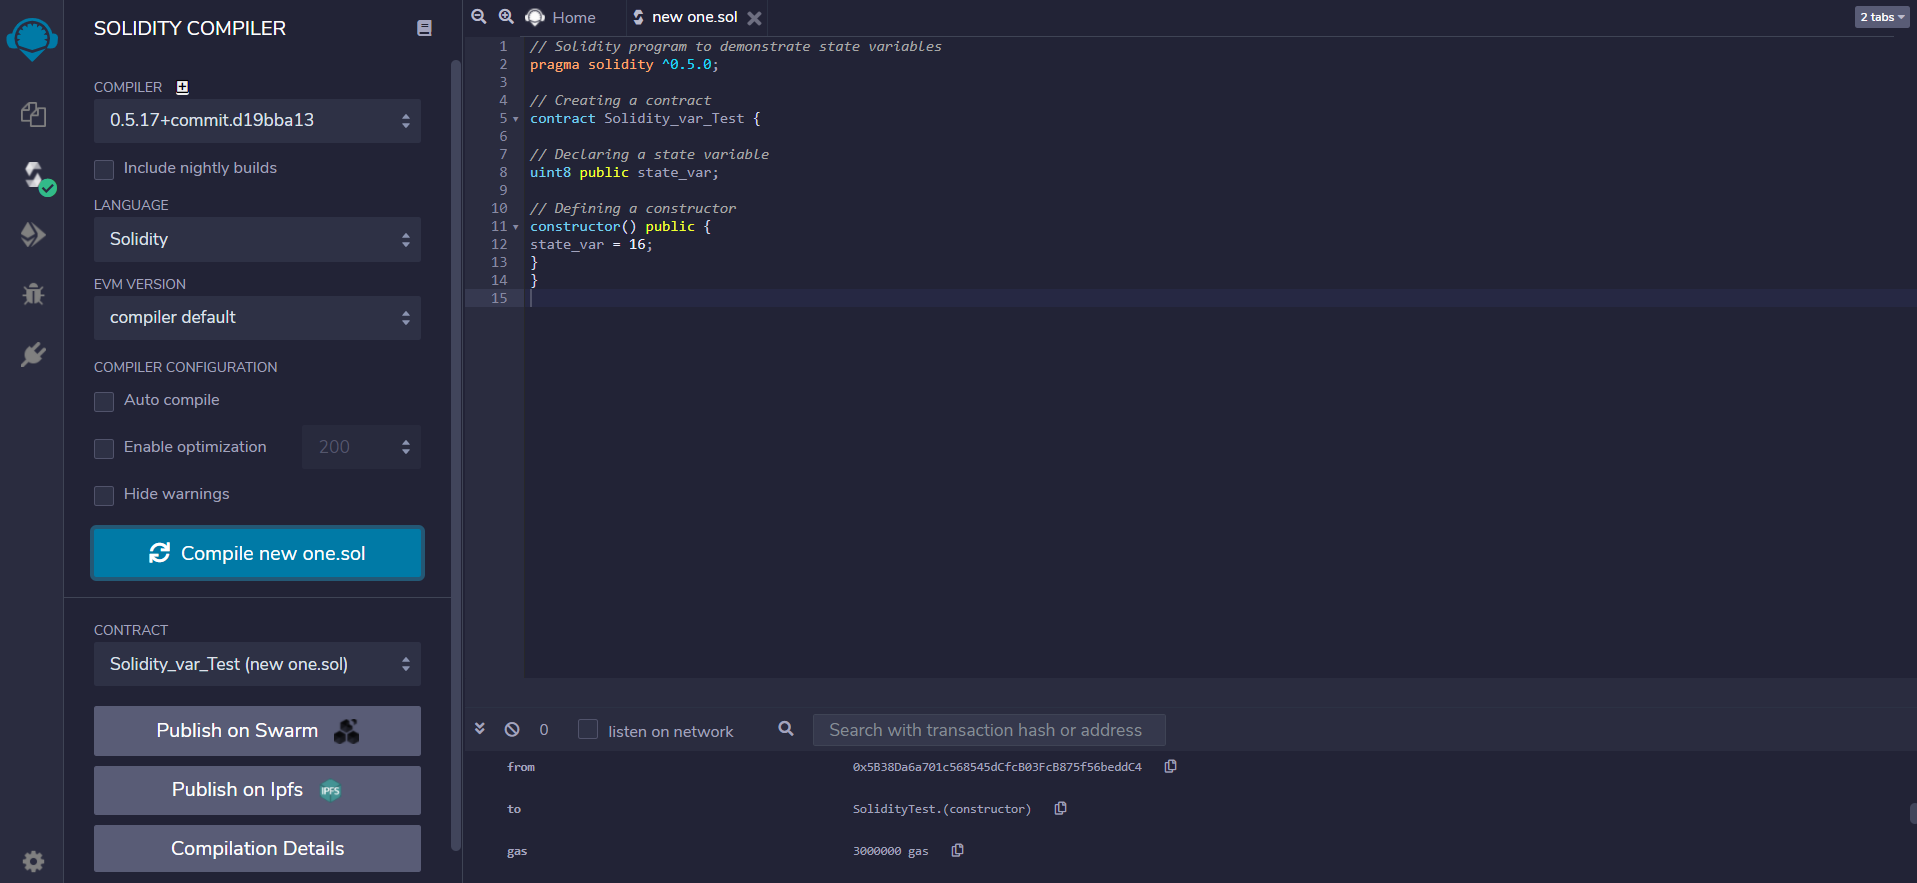 SOLIDITY COMPILER
COMPILER
0.5.17+commit.d19bba13
Include nightly builds
LANGUAGE
Solidity
EVM VERSION
compiler default
COMPILER CONFIGURATION
Auto compile
Enable optimization 200
Hide warnings
Compile new one.sol
CONTRACT
Solidity_var_Test (new one.sol)
Publish on Swarm
Publish on Ipfs IPFS
Compilation Details
Home new one.sol 2 tabs
1 // Solidity program to demonstrate state variables
2 pragma solidity ^0.5.0;
3
4 // Creating a contract
5 contract Solidity_var_Test {
6
7 // Declaring a state variable
8 uint8 public state_var;
9
10 // Defining a constructor
11 constructor() public {
12 state_var = 16;
13 }
14 }
15
0 listen on network Search with transaction hash or address
from 0x5B38Da6a701c568545dCfcB03FcB875f56beddC4
to SolidityTest.(constructor)
gas 3000000 gas